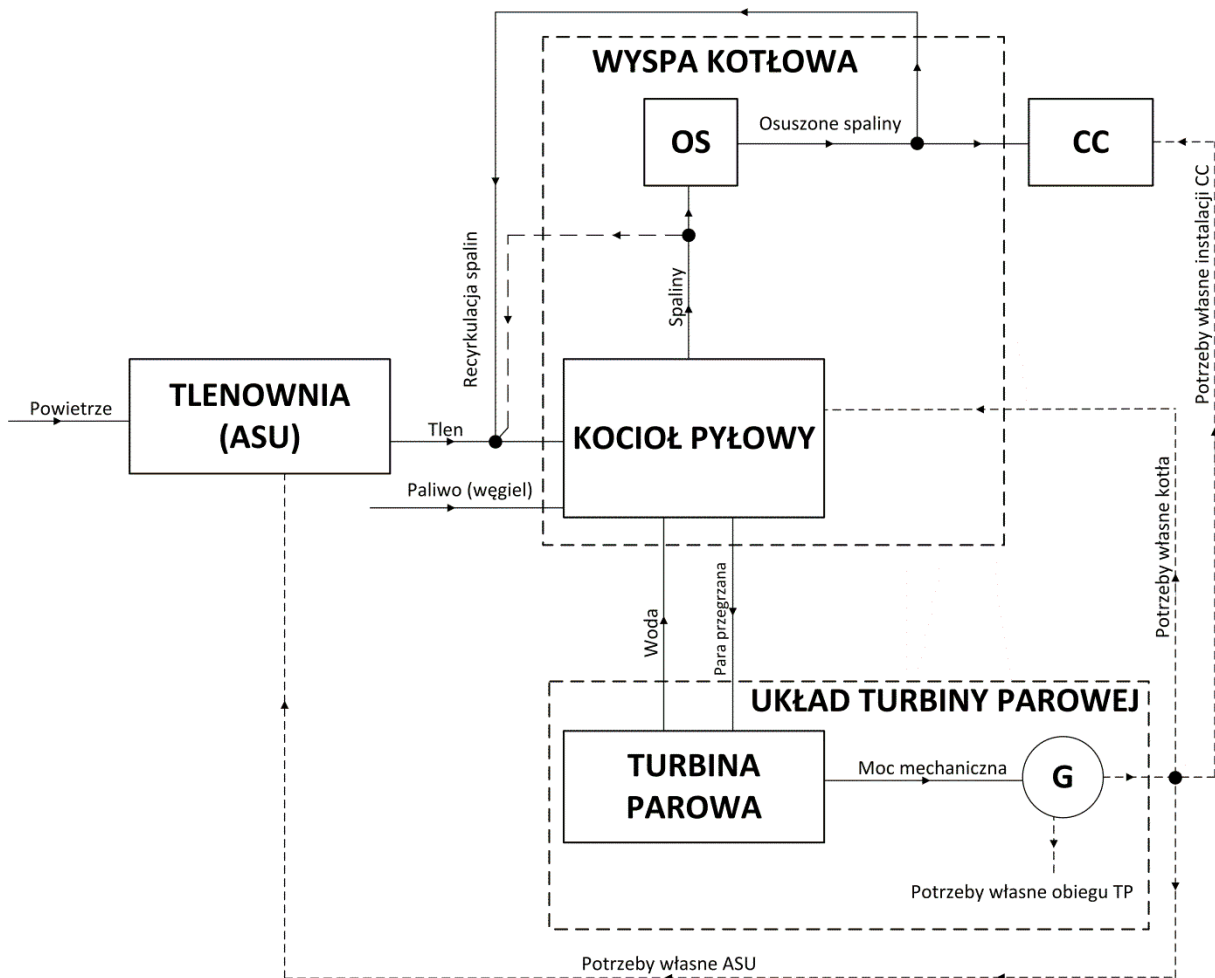 WYSPA KOTŁOWA
OS
Osuszone spaliny
CC
Potrzeby własne instalacji CC
Recyrkulacja spalin
Spaliny
TLENOWNIA
(ASU)
Powietrze
Tlen
KOCIOŁ PYŁOWY
Paliwo (węgiel)
Potrzeby własne kotła
Woda
Para przegrzana
UKŁAD TURBINY PAROWEJ
TURBINA
PAROWA
Moc mechaniczna
G
Potrzeby własne obiegu TP
Potrzeby własne ASU